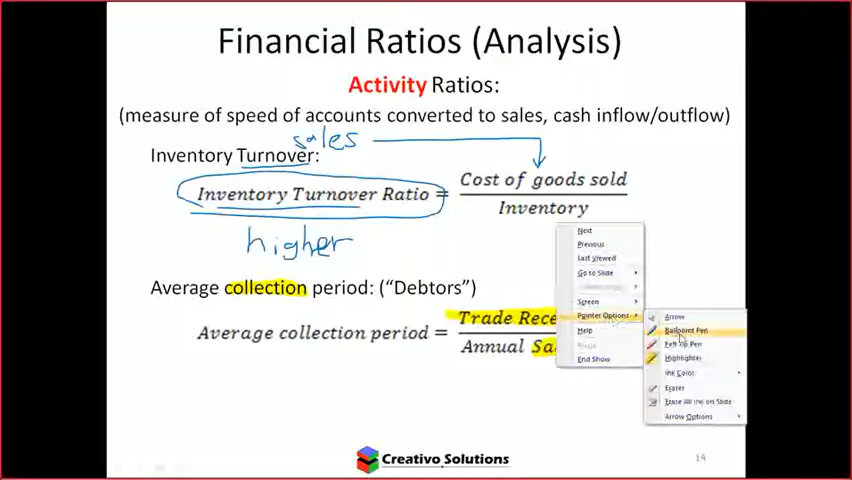 Financial Ratios (Analysis)
Activity Ratios:
(measure of speed of accounts converted to sales, cash inflow/outflow)
sales
Inventory Turnover:
Inventory Turnover Ratio = Cost of goods sold
Inventory
higher
Average collection period: ("Debtors")
Average collection period = Trade Rece
Annual Sa
Next
Previous
Last Viewed
Go to Slide
Screen
Pointer Options
Help
End Show
Arrow
Ballpoint Pen
Felt Tip Pen
Highlighter
Ink Color
Eraser
Erase All Ink on Slide
Arrow Options
Creativo Solutions
14